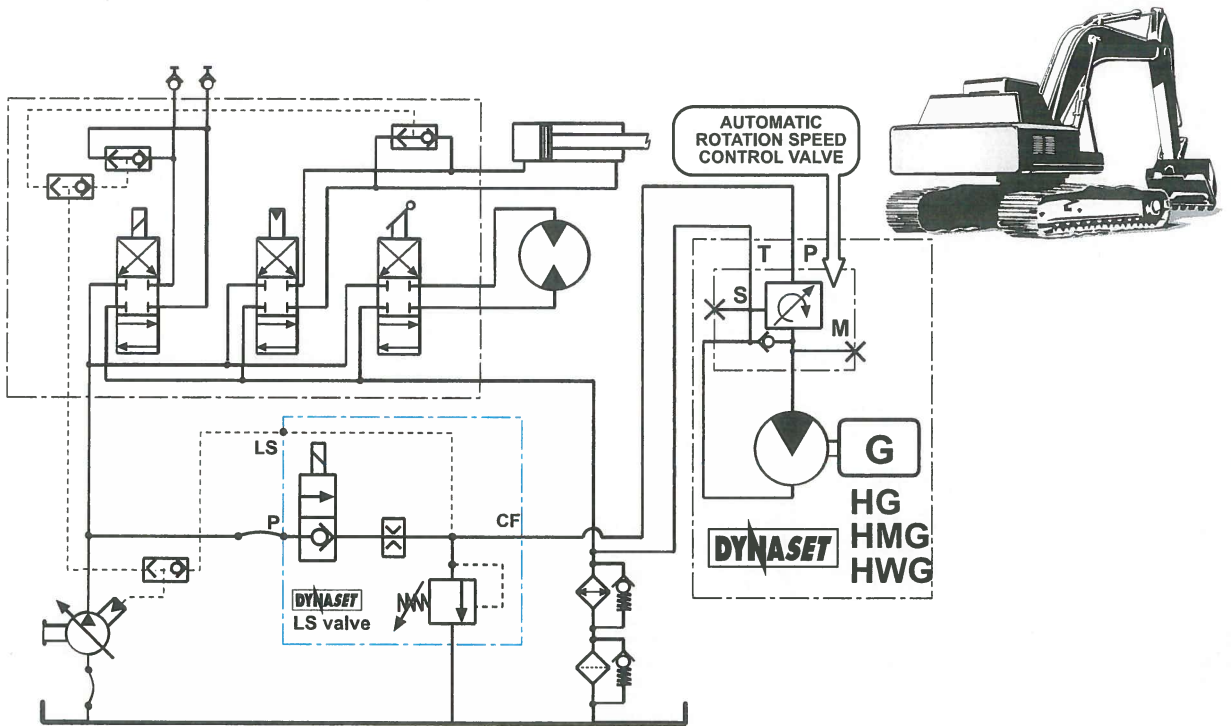 AUTOMATIC
ROTATION SPEED
CONTROL VALVE
T P
S
M
G
HG
HMG
HWG
DYNASET
LS
P
CF
DYNASET
LS valve